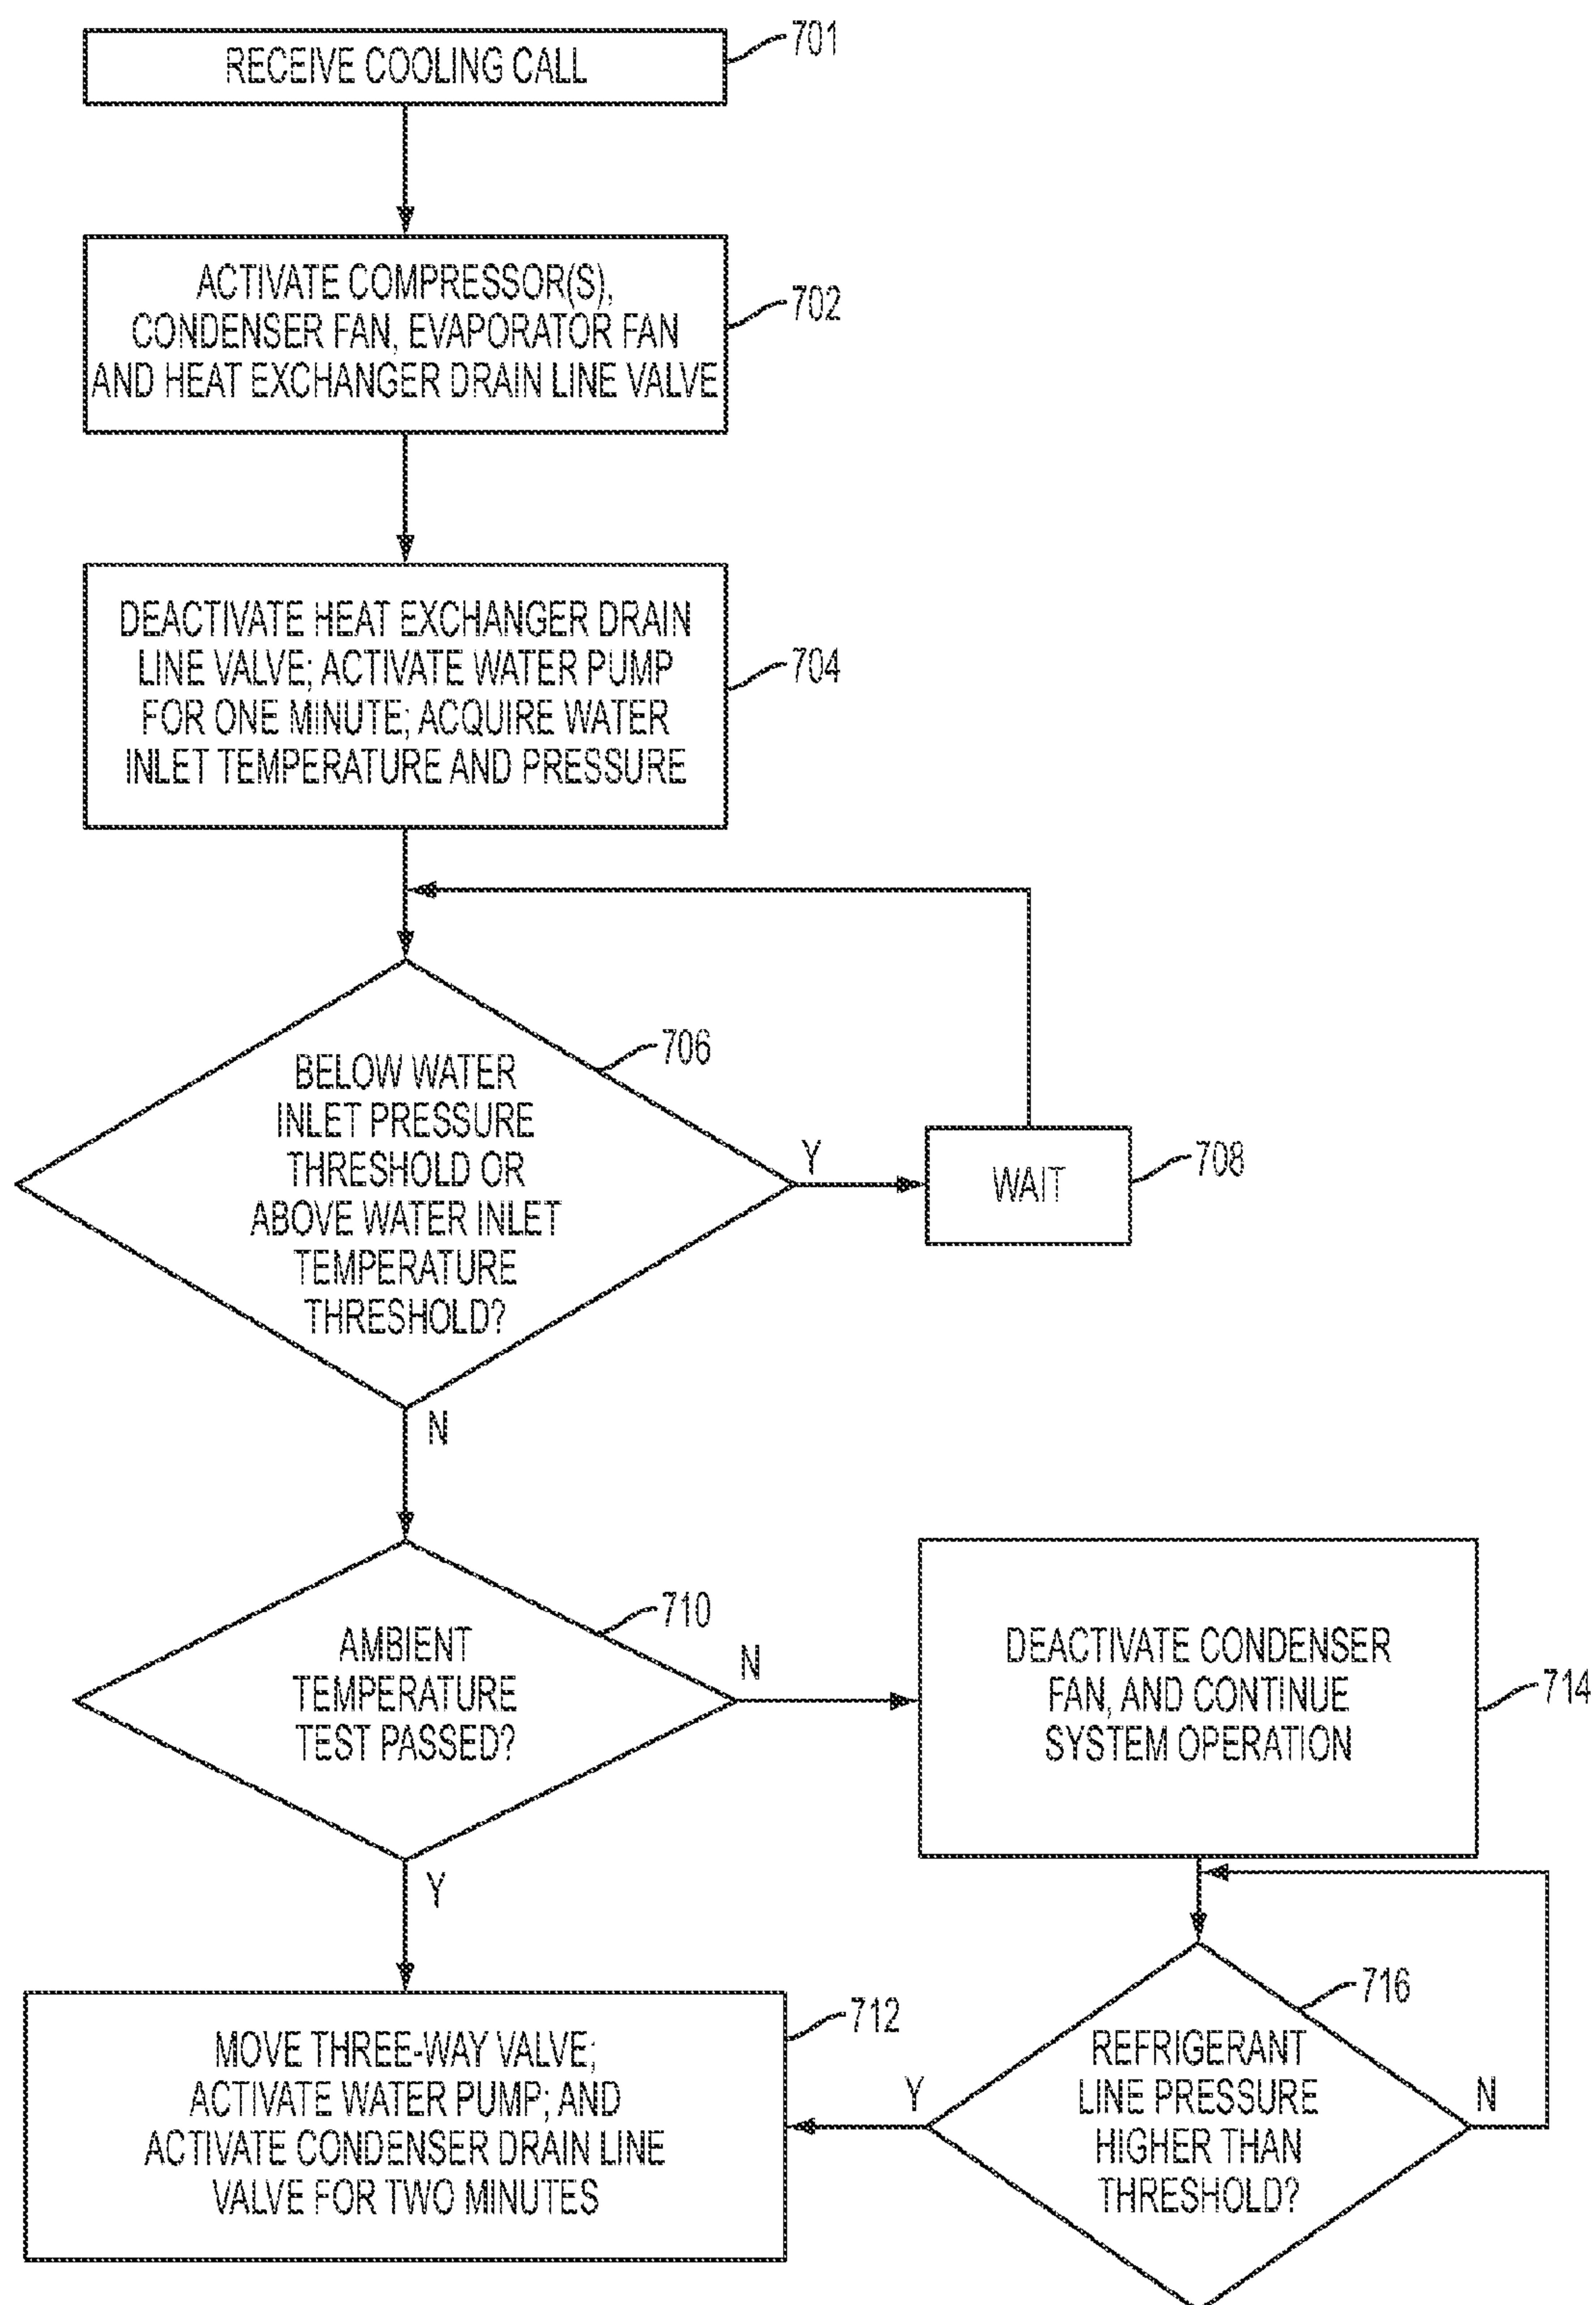 RECEIVE COOLING CALL
701
ACTIVATE COMPRESSOR(S),
CONDENSER FAN, EVAPORATOR FAN
AND HEAT EXCHANGER DRAIN LINE VALVE
702
DEACTIVATE HEAT EXCHANGER DRAIN
LINE VALVE; ACTIVATE WATER PUMP
FOR ONE MINUTE; ACQUIRE WATER
INLET TEMPERATURE AND PRESSURE
704
BELOW WATER
INLET PRESSURE
THRESHOLD OR
ABOVE WATER INLET
TEMPERATURE
THRESHOLD?
706
Y
WAIT
708
N
AMBIENT
TEMPERATURE
TEST PASSED?
710
N
DEACTIVATE CONDENSER
FAN, AND CONTINUE
SYSTEM OPERATION
714
Y
MOVE THREE-WAY VALVE;
ACTIVATE WATER PUMP; AND
ACTIVATE CONDENSER DRAIN LINE
VALVE FOR TWO MINUTES
712
Y
REFRIGERANT
LINE PRESSURE
HIGHER THAN
THRESHOLD?
716
N